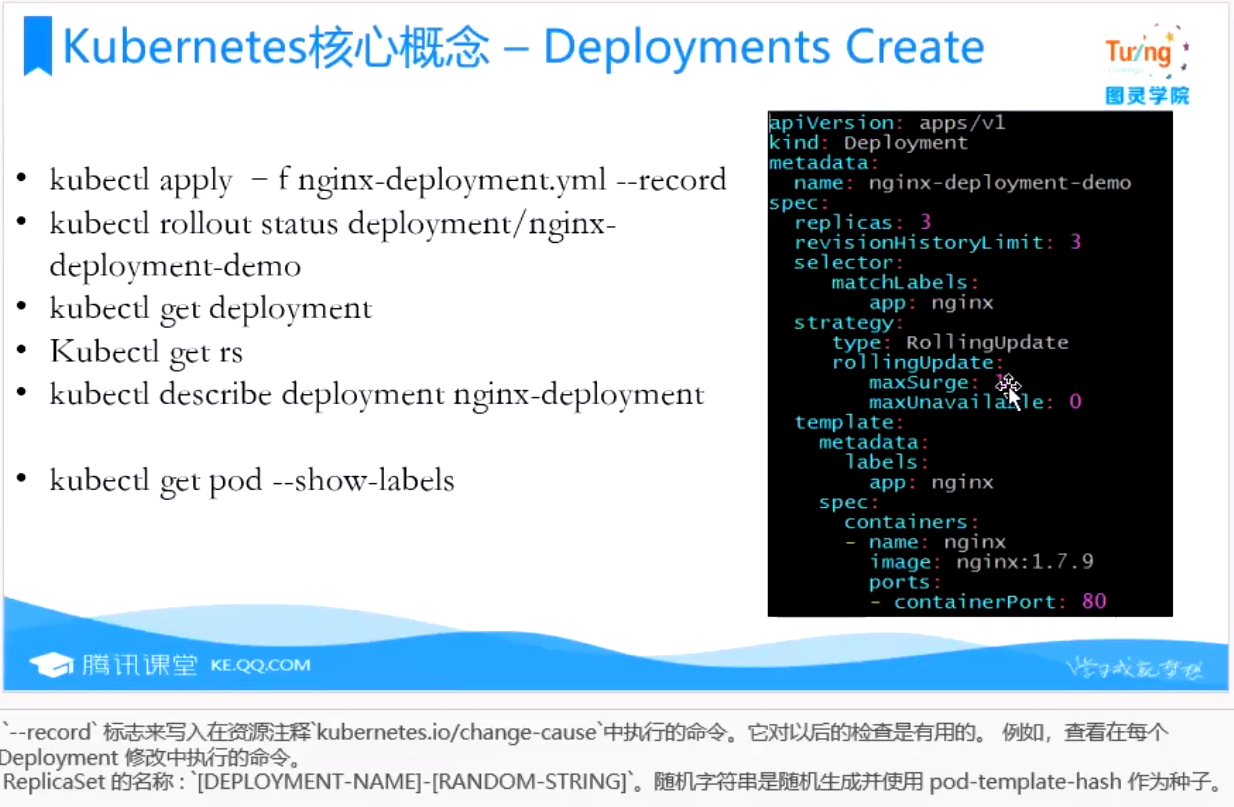 Kubernetes核心概念 – Deployments Create
Tu/ng
College
图灵学院
• kubectl apply －f nginx-deployment.yml --record
• kubectl rollout status deployment/nginx-
deployment-demo
• kubectl get deployment
• Kubectl get rs
• kubectl describe deployment nginx-deployment
• kubectl get pod --show-labels
apiVersion: apps/v1
kind: Deployment
metadata:
name: nginx-deployment-demo
spec:
replicas: 3
revisionHistoryLimit: 3
selector:
matchLabels:
app: nginx
strategy:
type: RollingUpdate
rollingUpdate:
maxSurge:
maxUnavailable: 0
template:
metadata:
labels:
app: nginx
spec:
containers:
- name: nginx
image: nginx:1.7.9
ports:
- containerPort: 80
腾讯课堂 KE.QQ.COM
学习成就梦想
`--record` 标志来写入在资源注释`kubernetes.io/change-cause`中执行的命令。它对以后的检查是有用的。 例如，查看在每个
Deployment 修改中执行的命令。
ReplicaSet 的名称：`[DEPLOYMENT-NAME]-[RANDOM-STRING]`。随机字符串是随机生成并使用 pod-template-hash 作为种子。